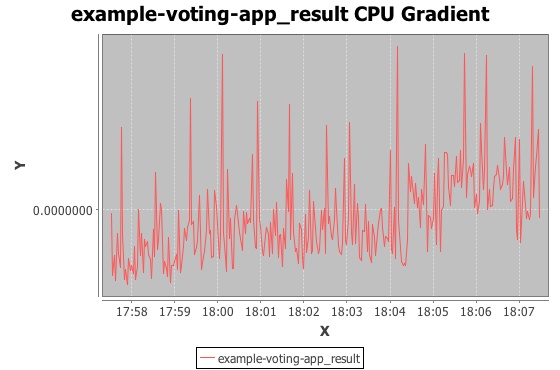 example-voting-app_result CPU Gradient
Y
0.0000000
17:58 17:59 18:00 18:01 18:02 18:03 18:04 18:05 18:06 18:07
X
example-voting-app_result